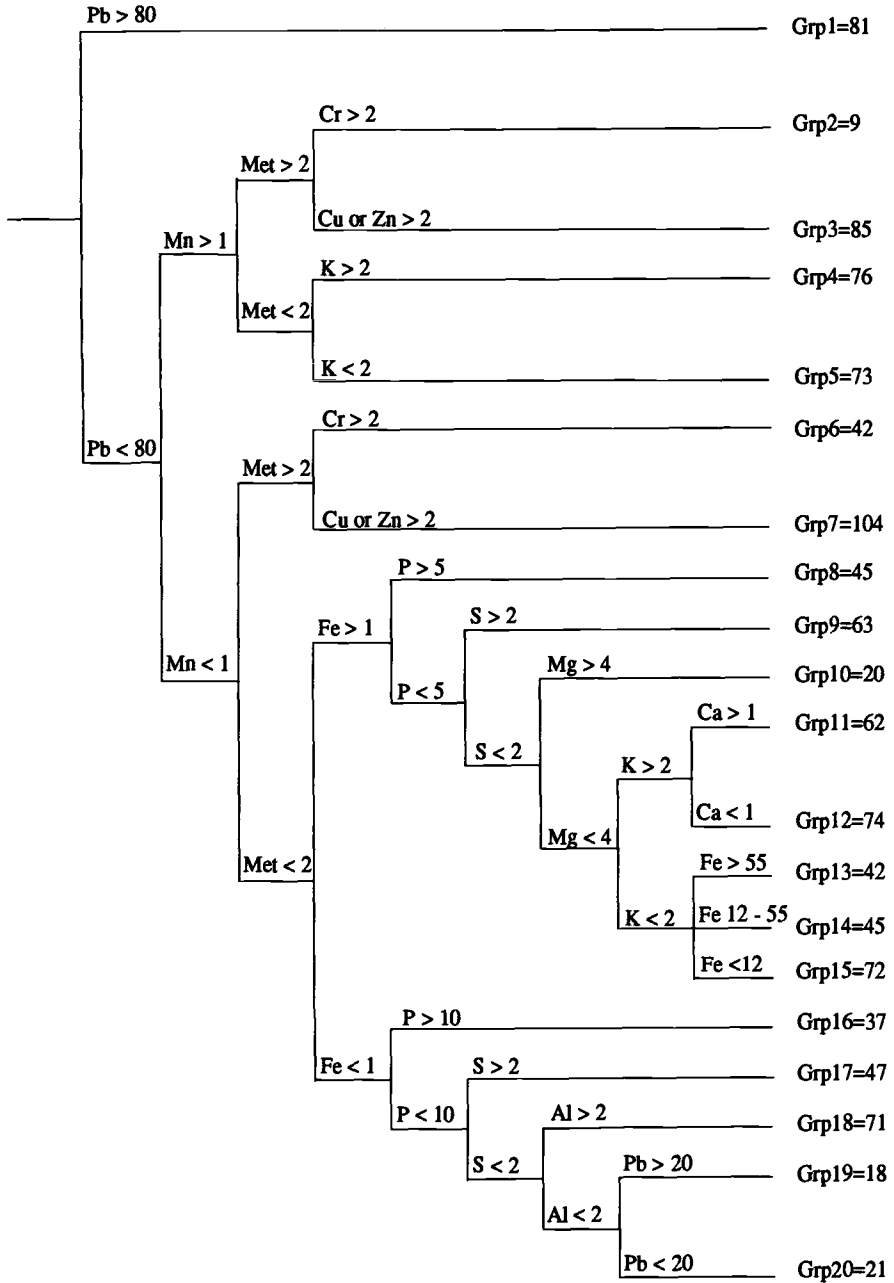 Pb > 80
Grp1=81
Cr > 2
Grp2=9
Met > 2
Cu or Zn > 2
Grp3=85
Mn > 1
K > 2
Grp4=76
Met < 2
K < 2
Grp5=73
Pb < 80
Cr > 2
Grp6=42
Met > 2
Cu or Zn > 2
Grp7=104
P > 5
Grp8=45
Fe > 1
S > 2
Grp9=63
Mn < 1
P < 5
Mg > 4
Grp10=20
S < 2
Ca > 1
Grp11=62
K > 2
Ca < 1
Grp12=74
Mg < 4
Met < 2
Fe > 55
Grp13=42
K < 2
Fe 12 - 55
Grp14=45
Fe <12
Grp15=72
P > 10
Grp16=37
Fe < 1
S > 2
Grp17=47
P < 10
Al > 2
Grp18=71
S < 2
Pb > 20
Grp19=18
Al < 2
Pb < 20
Grp20=21